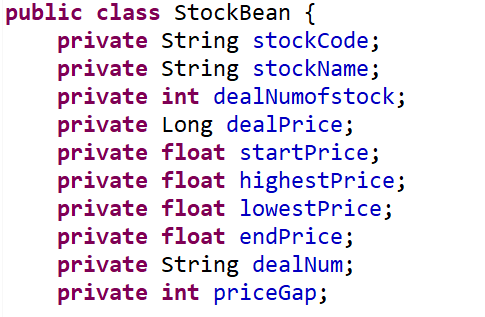 public class StockBean {
private String stockCode;
private String stockName;
private int dealNumofstock;
private Long dealPrice;
private float startPrice;
private float highestPrice;
private float lowestPrice;
private float endPrice;
private String dealNum;
private int priceGap;